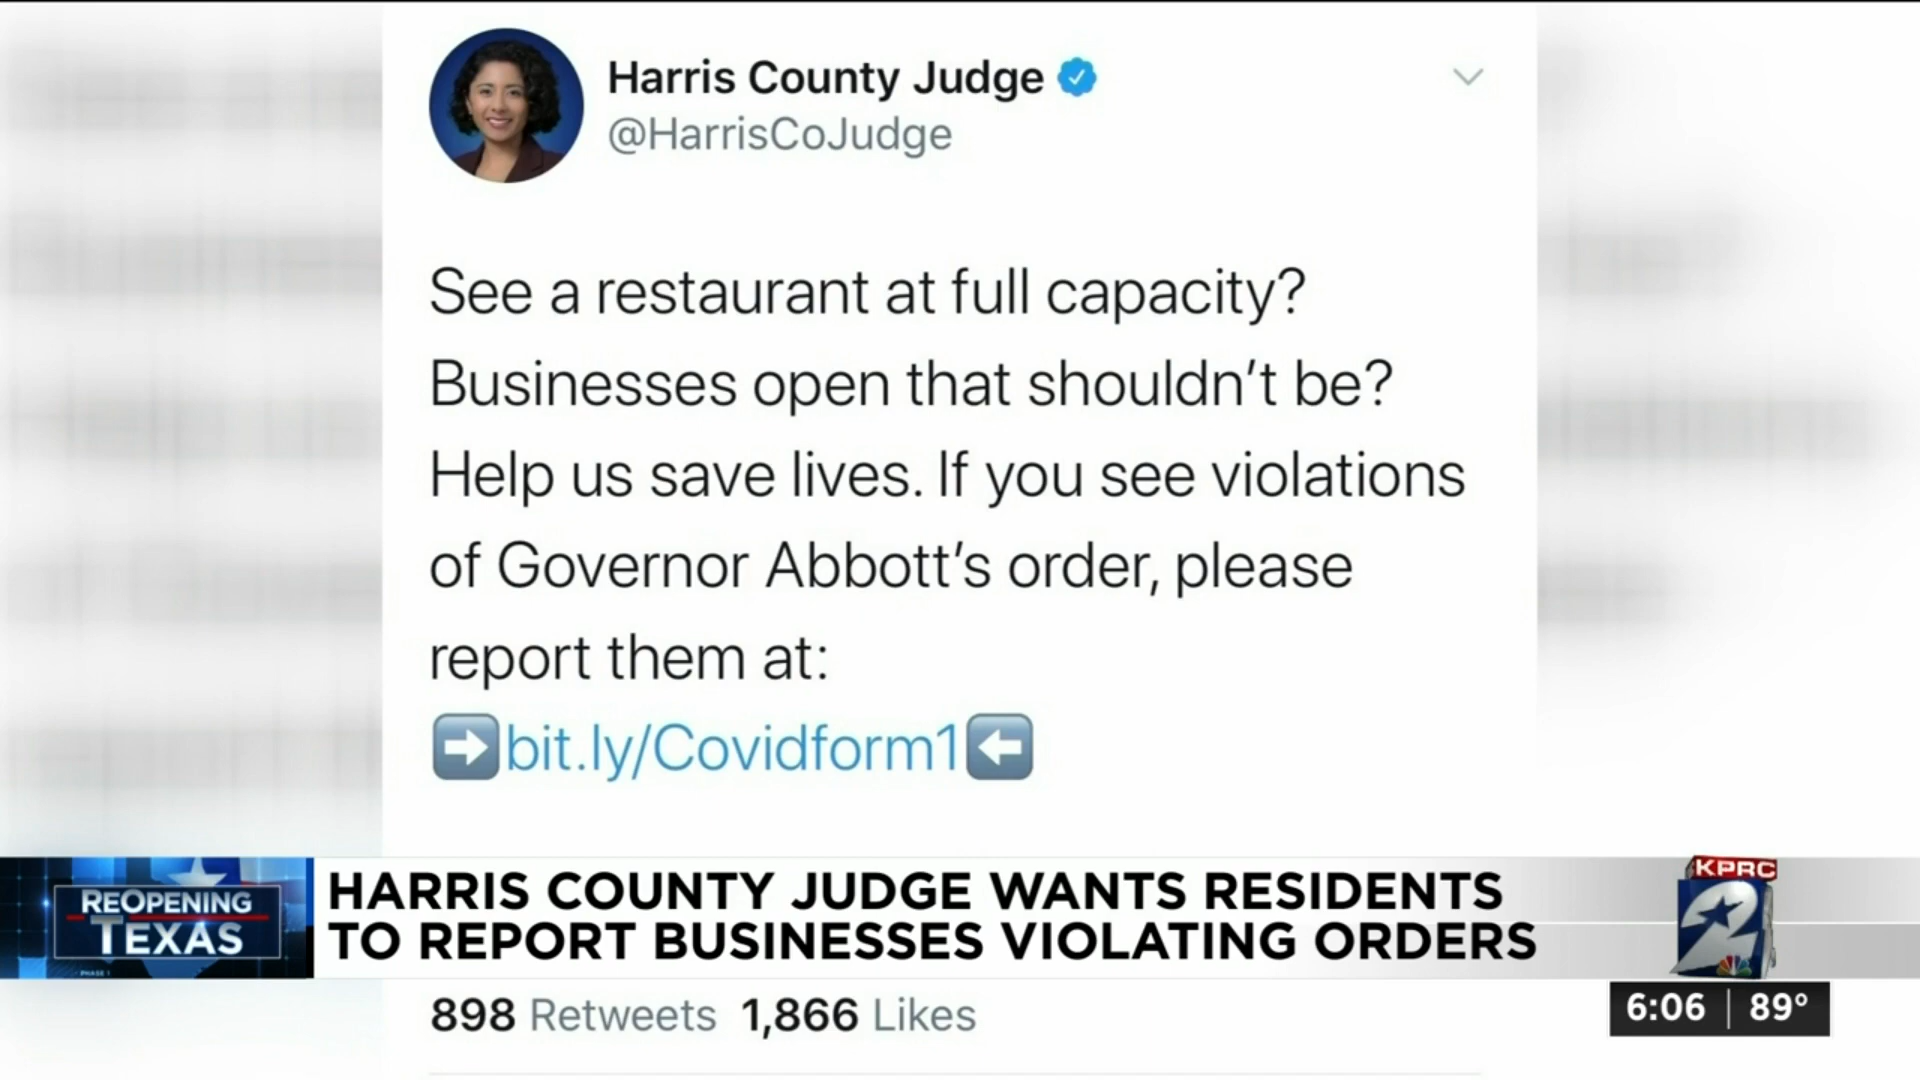 Harris County Judge
@HarrisCoJudge
See a restaurant at full capacity?
Businesses open that shouldn’t be?
Help us save lives. If you see violations
of Governor Abbott’s order, please
report them at:
➡️bit.ly/Covidform1⬅️
REOPENING
TEXAS
PHASE 1
HARRIS COUNTY JUDGE WANTS RESIDENTS
TO REPORT BUSINESSES VIOLATING ORDERS
KPRC
2
898 Retweets 1,866 Likes
6:06 | 89°